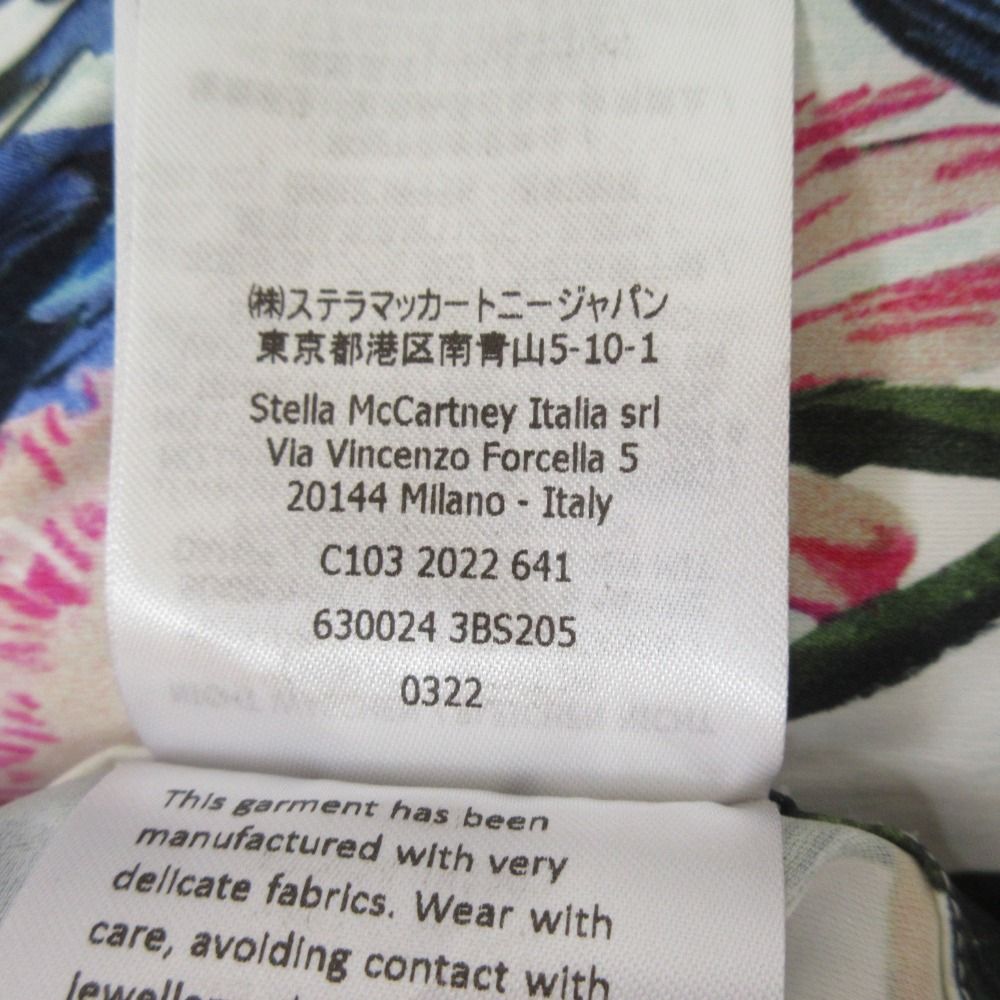 ㈱ステラマッカートニージャパン
東京都港区南青山5-10-1
Stella McCartney Italia srl
Via Vincenzo Forcella 5
20144 Milano - Italy
C103 2022 641
630024 3BS205
0322
This garment has been
manufactured with very
delicate fabrics. Wear with
care, avoiding contact with